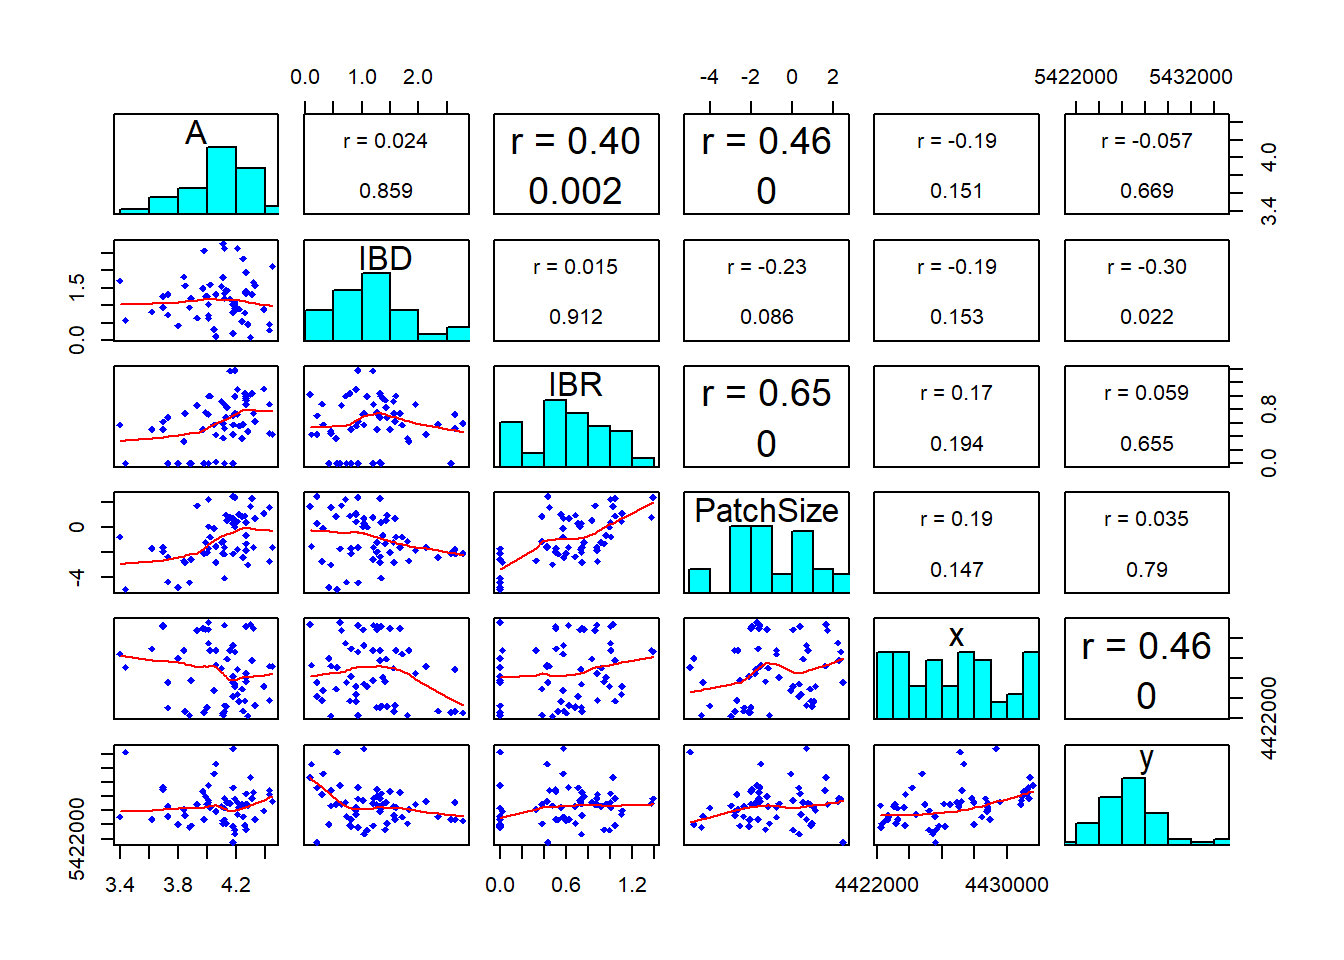 0.0 1.0 2.0 -4 -2 0 2 5422000 5432000
A
r = 0.024
0.859
r = 0.40
0.002
r = 0.46
0
r = -0.19
0.151
r = -0.057
0.669
3.4 4.0
0.0 1.5
IBD
r = 0.015
0.912
r = -0.23
0.086
r = -0.19
0.153
r = -0.30
0.022
IBR
r = 0.65
0
r = 0.17
0.194
r = 0.059
0.655
0.0 0.8
-4 0
PatchSize
r = 0.19
0.147
r = 0.035
0.79
x
r = 0.46
0
4422000
5422000
y
3.4 3.8 4.2 0.0 0.6 1.2 4422000 4430000